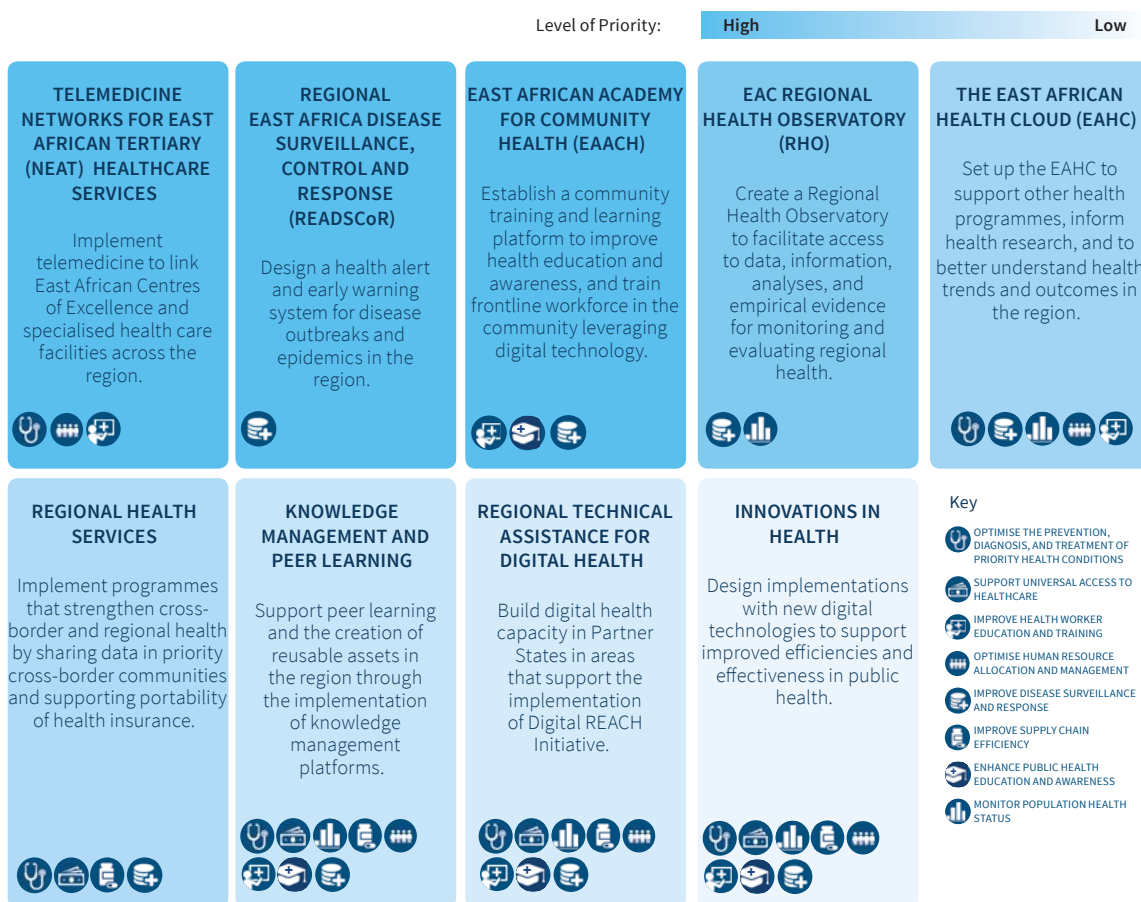 Level of Priority:
High
Low
TELEMEDICINE
NETWORKS FOR EAST
AFRICAN TERTIARY
(NEAT) HEALTHCARE
SERVICES
Implement
telemedicine to link
East African Centres
of Excellence and
specialised health care
facilities across the
region.
REGIONAL
EAST AFRICA DISEASE
SURVEILLANCE,
CONTROL AND
RESPONSE
(READSCoR)
Design a health alert
and early warning
system for disease
outbreaks and
epidemics in the
region.
EAST AFRICAN ACADEMY
FOR COMMUNITY
HEALTH (EAACH)
Establish a community
training and learning
platform to improve
health education and
awareness, and train
frontline workforce in the
community leveraging
digital technology.
EAC REGIONAL
HEALTH OBSERVATORY
(RHO)
Create a Regional
Health Observatory
to facilitate access
to data, information,
analyses, and
empirical evidence
for monitoring and
evaluating regional
health.
THE EAST AFRICAN
HEALTH CLOUD (EAHC)
Set up the EAHC to
support other health
programmes, inform
health research, and to
better understand health
trends and outcomes in
the region.
REGIONAL HEALTH
SERVICES
Implement programmes
that strengthen cross-
border and regional health
by sharing data in priority
cross-border communities
and supporting portability
of health insurance.
KNOWLEDGE
MANAGEMENT AND
PEER LEARNING
Support peer learning
and the creation of
reusable assets in
the region through
the implementation
of knowledge
management
platforms.
REGIONAL TECHNICAL
ASSISTANCE FOR
DIGITAL HEALTH
Build digital health
capacity in Partner
States in areas
that support the
implementation
of Digital REACH
Initiative.
INNOVATIONS IN
HEALTH
Design implementations
with new digital
technologies to support
improved efficiencies and
effectiveness in public
health.
Key
OPTIMISE THE PREVENTION,
DIAGNOSIS, AND TREATMENT OF
PRIORITY HEALTH CONDITIONS
SUPPORT UNIVERSAL ACCESS TO
HEALTHCARE
IMPROVE HEALTH WORKER
EDUCATION AND TRAINING
OPTIMISE HUMAN RESOURCE
ALLOCATION AND MANAGEMENT
IMPROVE DISEASE SURVEILLANCE
AND RESPONSE
IMPROVE SUPPLY CHAIN
EFFICIENCY
ENHANCE PUBLIC HEALTH
EDUCATION AND AWARENESS
MONITOR POPULATION HEALTH
STATUS